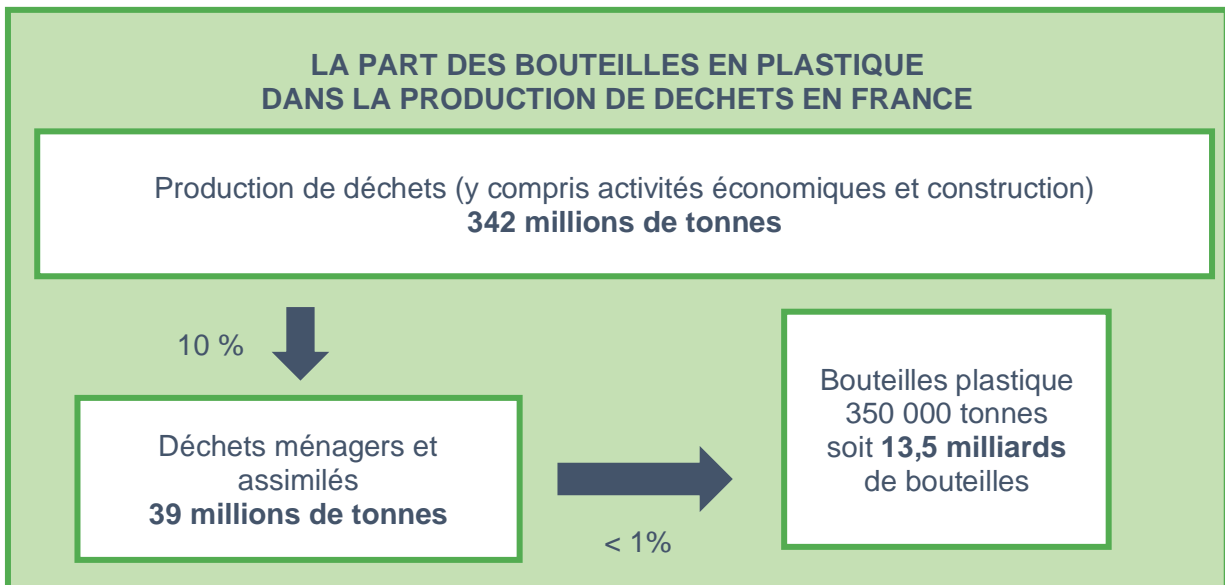 LA PART DES BOUTEILLES EN PLASTIQUE
DANS LA PRODUCTION DE DECHETS EN FRANCE
Production de déchets (y compris activités économiques et construction)
342 millions de tonnes
10 %
Déchets ménagers et
assimilés
39 millions de tonnes
< 1%
Bouteilles plastique
350 000 tonnes
soit 13,5 milliards
de bouteilles